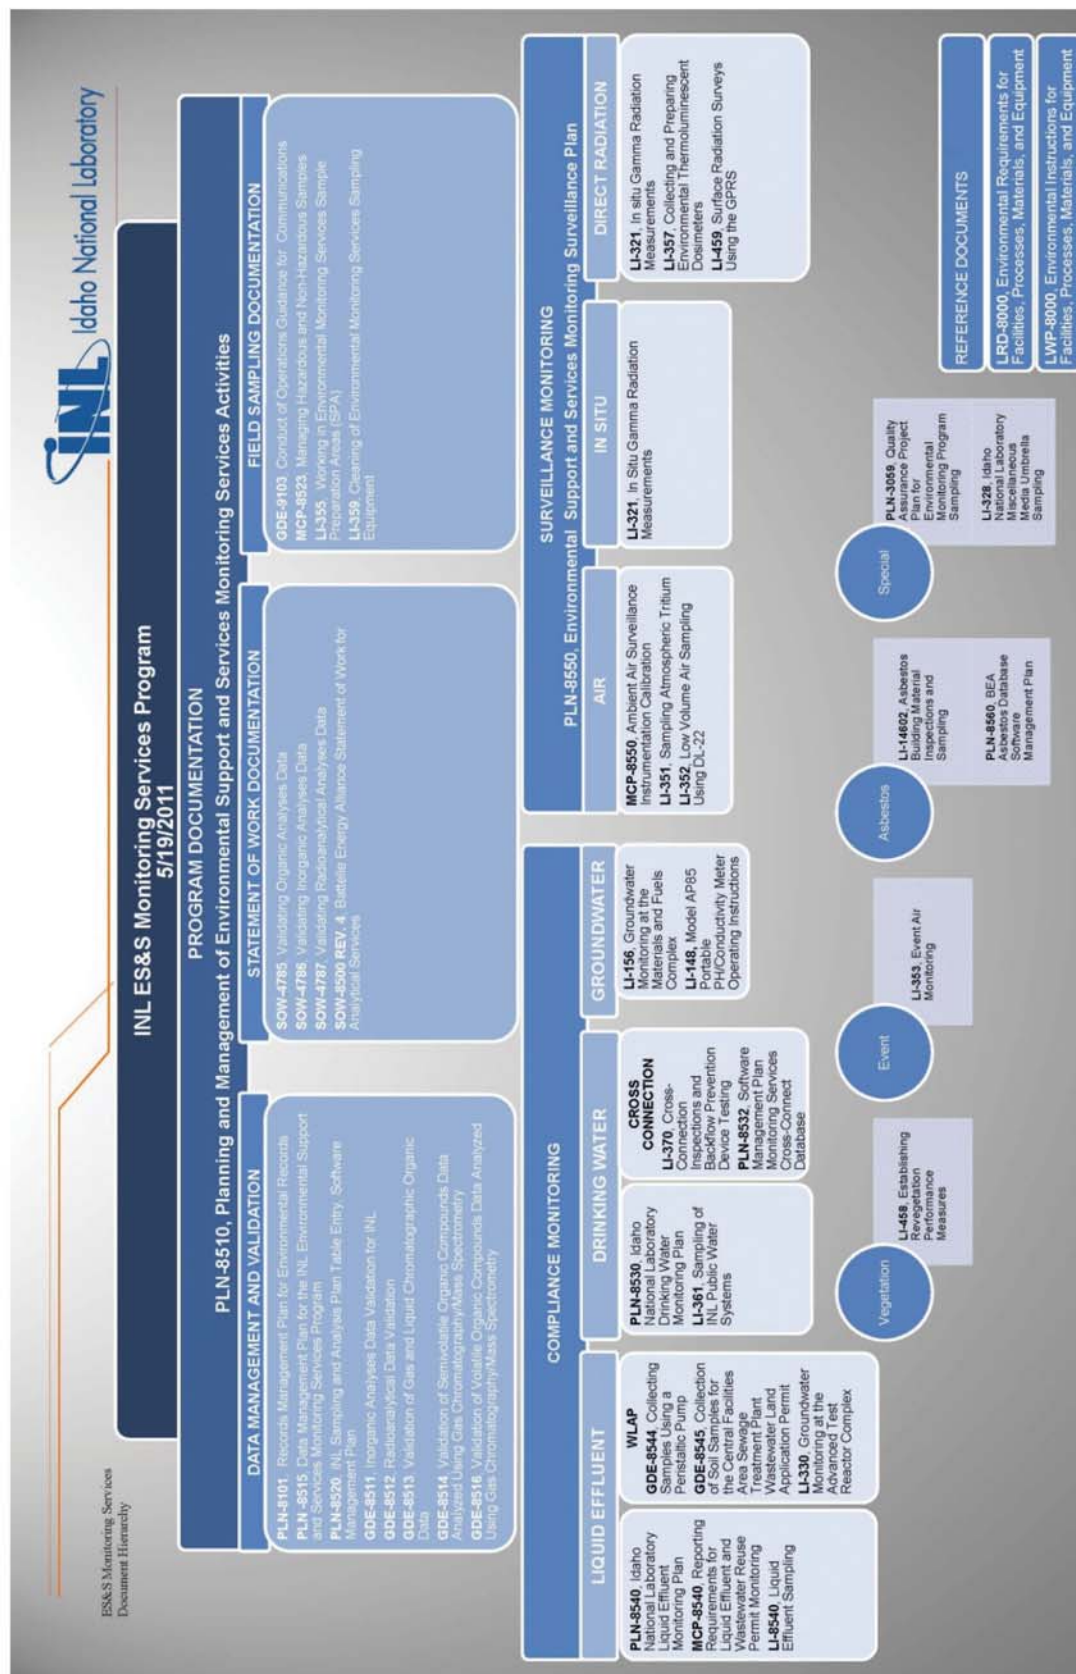 ES&S Monitoring Services
Document Hierarchy
INL Idaho National Laboratory
INL ES&S Monitoring Services Program
5/19/2011
PROGRAM DOCUMENTATION
PLN-8510, Planning and Management of Environmental Support and Services Monitoring Services Activities
DATA MANAGEMENT AND VALIDATION
PLN-8101, Records Management Plan for Environmental Records
PLN -8515, Data Management Plan for the INL Environmental Support
and Services Monitoring Services Program
PLN-8520, INL Sampling and Analysis Plan Table Entry, Software
Management Plan
GDE-8511, Inorganic Analyses Data Validation for INL
GDE-8512, Radioanalytical Data Validation
GDE-8513, Validation of Gas and Liquid Chromatographic Organic
Data
GDE-8514, Validation of Semivolatile Organic Compounds Data
Analyzed Using Gas Chromatography/Mass Spectrometry
GDE-8516, Validation of Volatile Organic Compounds Data Analyzed
Using Gas Chromatography/Mass Spectrometry
STATEMENT OF WORK DOCUMENTATION
SOW-4785, Validating Organic Analyses Data
SOW-4786, Validating Inorganic Analyses Data
SOW-4787, Validating Radioanalytical Analyses Data
SOW-8500 REV. 4, Battelle Energy Alliance Statement of Work for
Analytical Services
FIELD SAMPLING DOCUMENTATION
GDE-9103, Conduct of Operations Guidance for Communications
MCP-8523, Managing Hazardous and Non-Hazardous Samples
LI-355, Working in Environmental Monitoring Services Sample
Preparation Areas (SPA)
LI-359, Cleaning of Environmental Monitoring Services Sampling
Equipment
COMPLIANCE MONITORING
LIQUID EFFLUENT
PLN-8540, Idaho
National Laboratory
Liquid Effluent
Monitoring Plan
MCP-8540, Reporting
Requirements for
Liquid Effluent and
Wastewater Reuse
Permit Monitoring
LI-8540, Liquid
Effluent Sampling
WLAP
GDE-8544, Collecting
Samples Using a
Peristaltic Pump
GDE-8545, Collection
of Soil Samples for
the Central Facilities
Area Sewage
Treatment Plant
Wastewater Land
Application Permit
LI-330, Groundwater
Monitoring at the
Advanced Test
Reactor Complex
DRINKING WATER
PLN-8530, Idaho
National Laboratory
Drinking Water
Monitoring Plan
LI-361, Sampling of
INL Public Water
Systems
CROSS
CONNECTION
LI-370, Cross-
Connection
Inspections and
Backflow Prevention
Device Testing
PLN-8532, Software
Management Plan
Monitoring Services
Cross-Connect
Database
GROUNDWATER
LI-156, Groundwater
Monitoring at the
Materials and Fuels
Complex
LI-148, Model AP85
Portable
PH/Conductivity Meter
Operating Instructions
SURVEILLANCE MONITORING
PLN-8550, Environmental Support and Services Monitoring Surveillance Plan
AIR
MCP-8550, Ambient Air Surveillance
Instrumentation Calibration
LI-351, Sampling Atmospheric Tritium
LI-352, Low Volume Air Sampling
Using DL-22
IN SITU
LI-321, In Situ Gamma Radiation
Measurements
DIRECT RADIATION
LI-321, In situ Gamma Radiation
Measurements
LI-357, Collecting and Preparing
Environmental Thermoluminescent
Dosimeters
LI-459, Surface Radiation Surveys
Using the GPRS
Vegetation
LI-458, Establishing
Revegetation
Performance
Measures
Event
LI-353, Event Air
Monitoring
Asbestos
LI-14602, Asbestos
Building Material
Inspections and
Sampling
PLN-8560, BEA
Asbestos Database
Software
Management Plan
Special
PLN-3059, Quality
Assurance Project
Plan for
Environmental
Monitoring Program
Sampling
LI-328, Idaho
National Laboratory
Miscellaneous
Media Umbrella
Sampling
REFERENCE DOCUMENTS
LRD-8000, Environmental Requirements for
Facilities, Processes, Materials, and Equipment
LWP-8000, Environmental Instructions for
Facilities, Processes, Materials, and Equipment